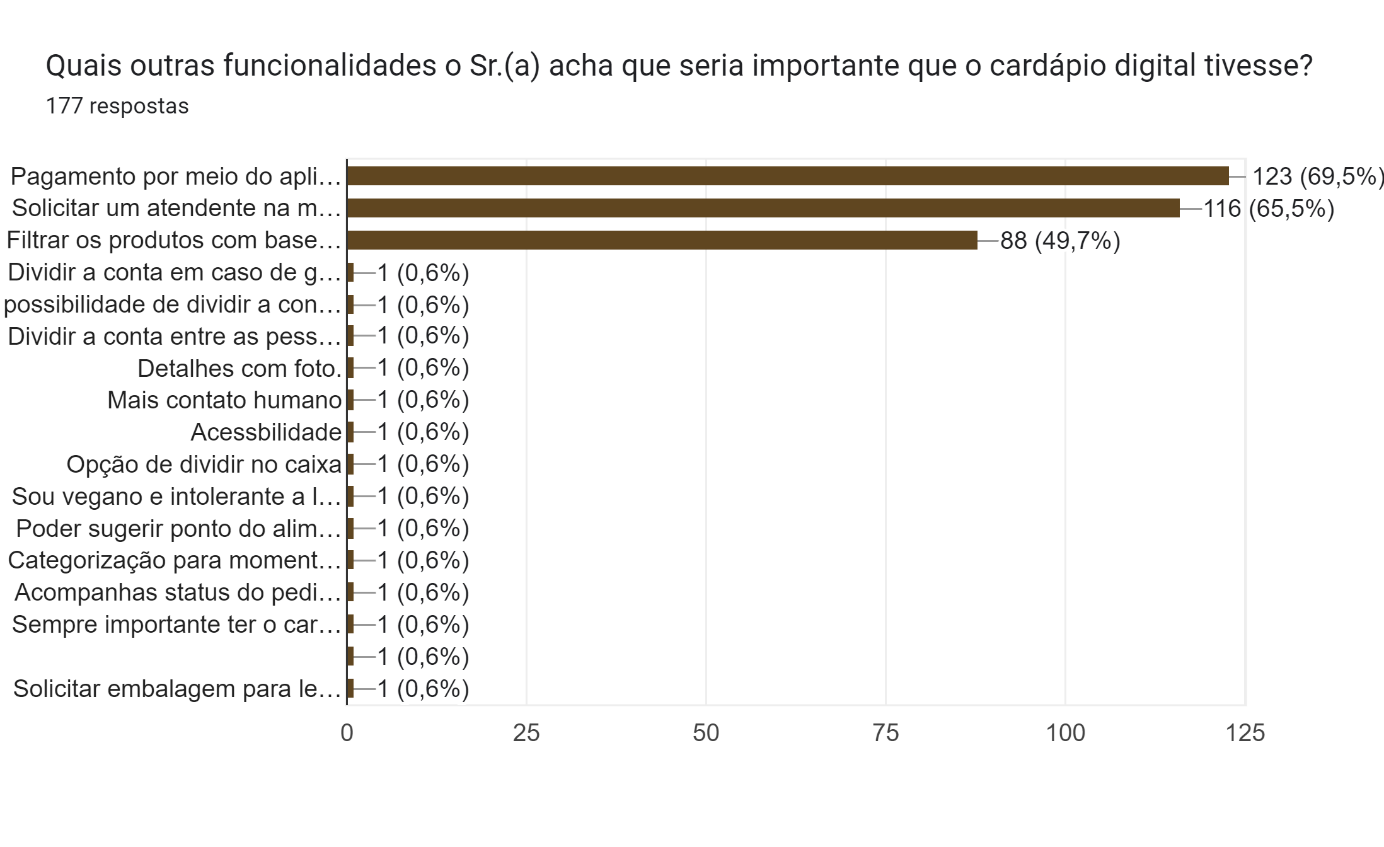 Quais outras funcionalidades o Sr.(a) acha que seria importante que o cardápio digital tivesse?
177 respostas
Pagamento por meio do apli… 123 (69,5%)
Solicitar um atendente na m… 116 (65,5%)
Filtrar os produtos com base… 88 (49,7%)
Dividir a conta em caso de g… 1 (0,6%)
possibilidade de dividir a con… 1 (0,6%)
Dividir a conta entre as pess… 1 (0,6%)
Detalhes com foto. 1 (0,6%)
Mais contato humano 1 (0,6%)
Acessbilidade 1 (0,6%)
Opção de dividir no caixa 1 (0,6%)
Sou vegano e intolerante a l… 1 (0,6%)
Poder sugerir ponto do alim… 1 (0,6%)
Categorização para moment… 1 (0,6%)
Acompanhas status do pedi… 1 (0,6%)
Sempre importante ter o car… 1 (0,6%)
1 (0,6%)
Solicitar embalagem para le… 1 (0,6%)
0 25 50 75 100 125